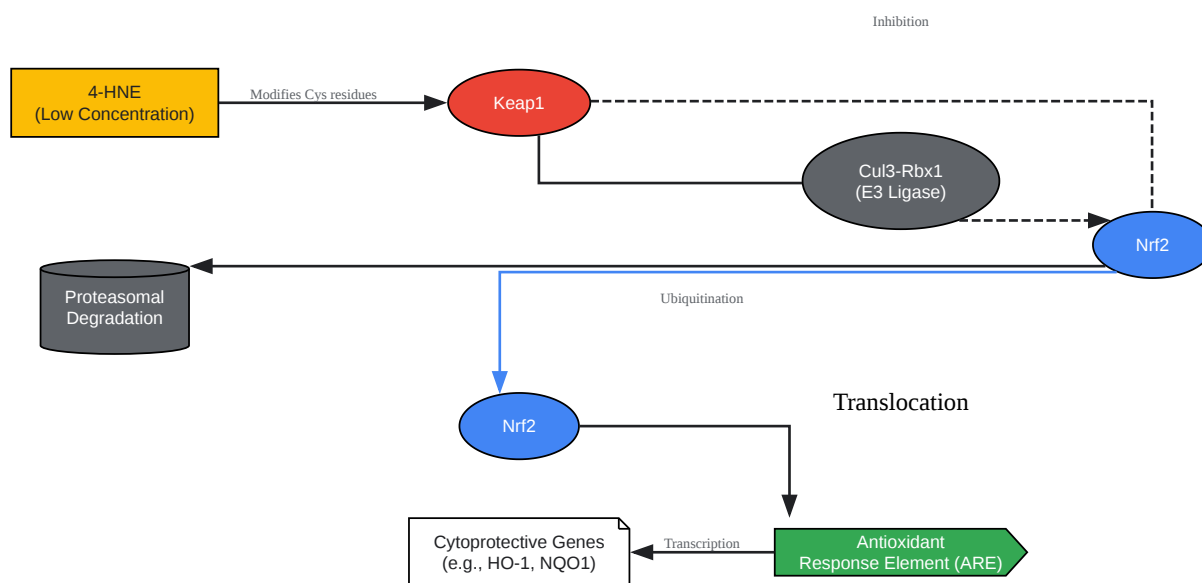 Inhibition
4-HNE
(Low Concentration)
Modifies Cys residues
Keap1
Cul3-Rbx1
(E3 Ligase)
Nrf2
Proteasomal
Degradation
Ubiquitination
Translocation
Nrf2
Cytoprotective Genes
(e.g., HO-1, NQO1)
Transcription
Antioxidant
Response Element (ARE)